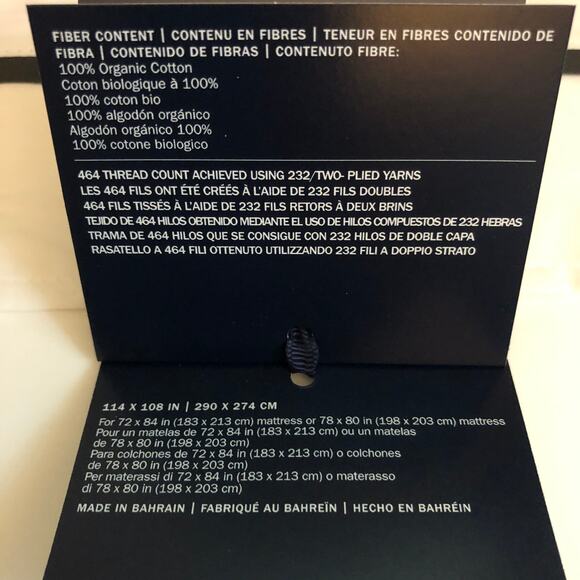 FIBER CONTENT | CONTENU EN FIBRES | TENEUR EN FIBRES CONTENIDO DE
FIBRA | CONTENIDO DE FIBRAS | CONTENUTO FIBRE:
100% Organic Cotton
Coton biologique à 100%
100% coton bio
100% algodón orgánico
Algodón orgánico 100%
100% cotone biologico
464 THREAD COUNT ACHIEVED USING 232/TWO- PLIED YARNS
LES 464 FILS ONT ÉTÉ CRÉÉS À L'AIDE DE 232 FILS DOUBLES
464 FILS TISSÉS À L'AIDE DE 232 FILS RETORS À DEUX BRINS
TEJIDO DE 464 HILOS OBTENIDO MEDIANTE EL USO DE HILOS COMPUESTOS DE 232 HEBRAS
TRAMA DE 464 HILOS QUE SE CONSIGUE CON 232 HILOS DE DOBLE CAPA
RASATELLO A 464 FILI OTTENUTO UTILIZZANDO 232 FILI A DOPPIO STRATO
114 X 108 IN | 290 X 274 CM
For 72 x 84 in (183 x 213 cm) mattress or 78 x 80 in (198 x 203 cm) mattress
Pour un matelas de 72 x 84 in (183 x 213 cm) ou un matelas
de 78 x 80 in (198 x 203 cm)
Para colchones de 72 x 84 in (183 x 213 cm) o colchones
de 78 x 80 in (198 x 203 cm)
Per materassi di 72 x 84 in (183 x 213 cm) o materasso
di 78 x 80 in (198 x 203 cm)
MADE IN BAHRAIN | FABRIQUÉ AU BAHREÏN | HECHO EN BAHRÉIN